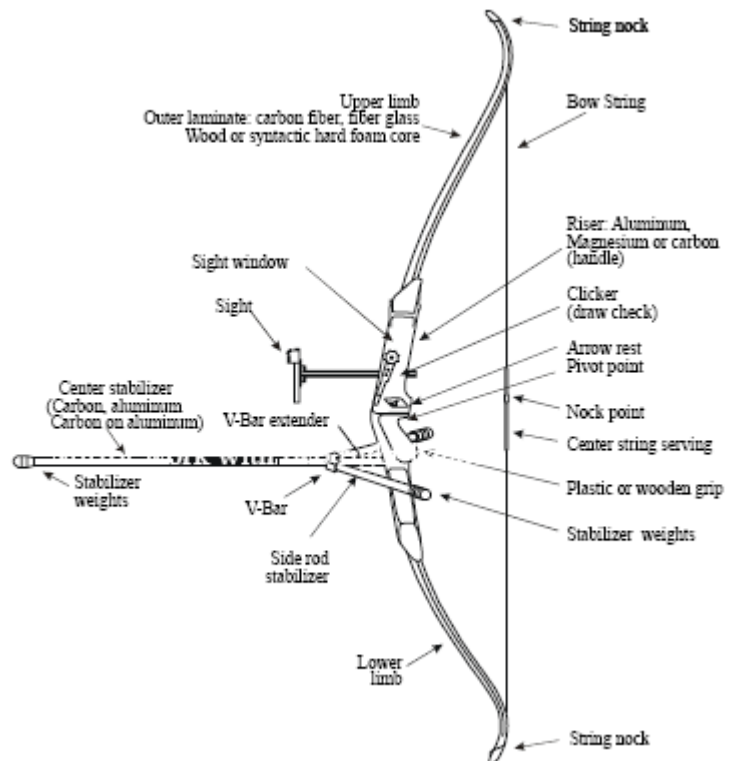 String nock
Upper limb
Outer laminate: carbon fiber, fiber glass
Wood or syntactic hard foam core
Bow String
Riser: Aluminum,
Magnesium or carbon
(handle)
Sight window
Clicker
(draw check)
Sight
Arrow rest
Pivot point
Center stabilizer
(Carbon, aluminum
Carbon on aluminum)
V-Bar extender
Nock point
Center string serving
Stabilizer
weights
V-Bar
Plastic or wooden grip
Stabilizer weights
Side rod
stabilizer
Lower
limb
String nock